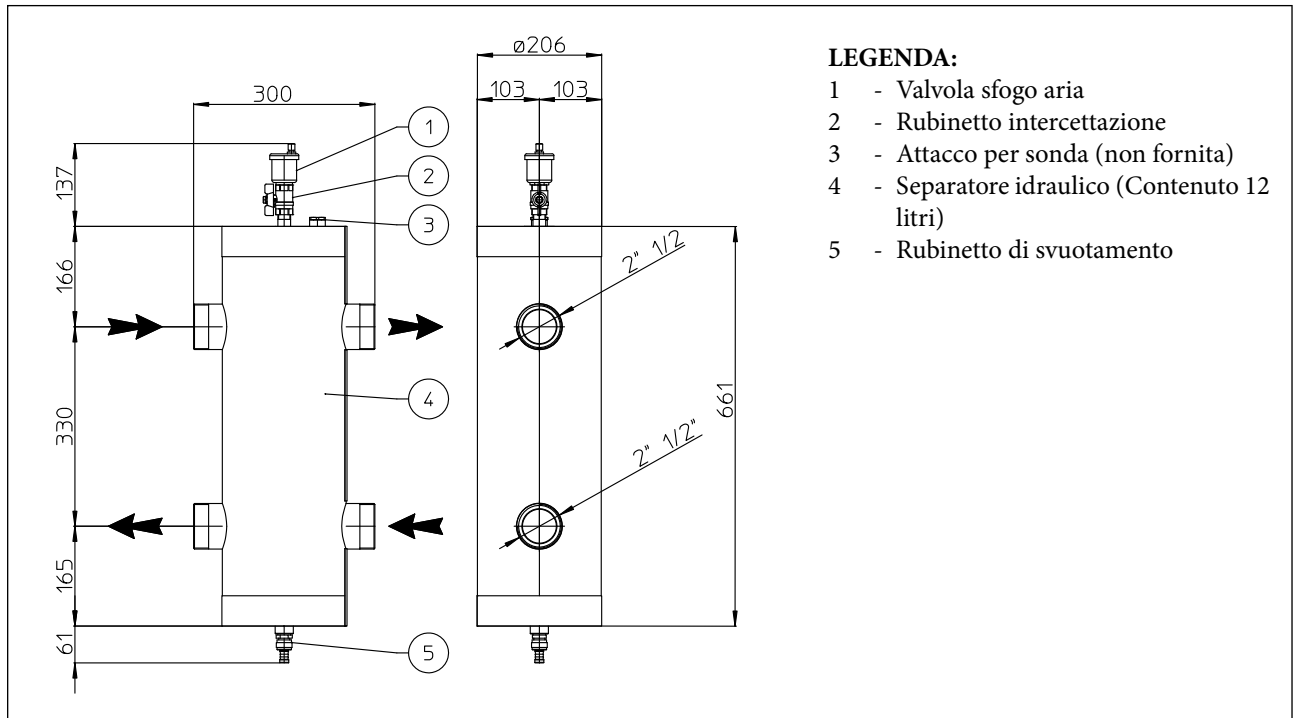 300
137
166
330
165
61
1
2
3
4
5
ø206
103 103
2" 1/2
2" 1/2"
661
LEGENDA:
1 - Valvola sfogo aria
2 - Rubinetto intercettazione
3 - Attacco per sonda (non fornita)
4 - Separatore idraulico (Contenuto 12
litri)
5 - Rubinetto di svuotamento